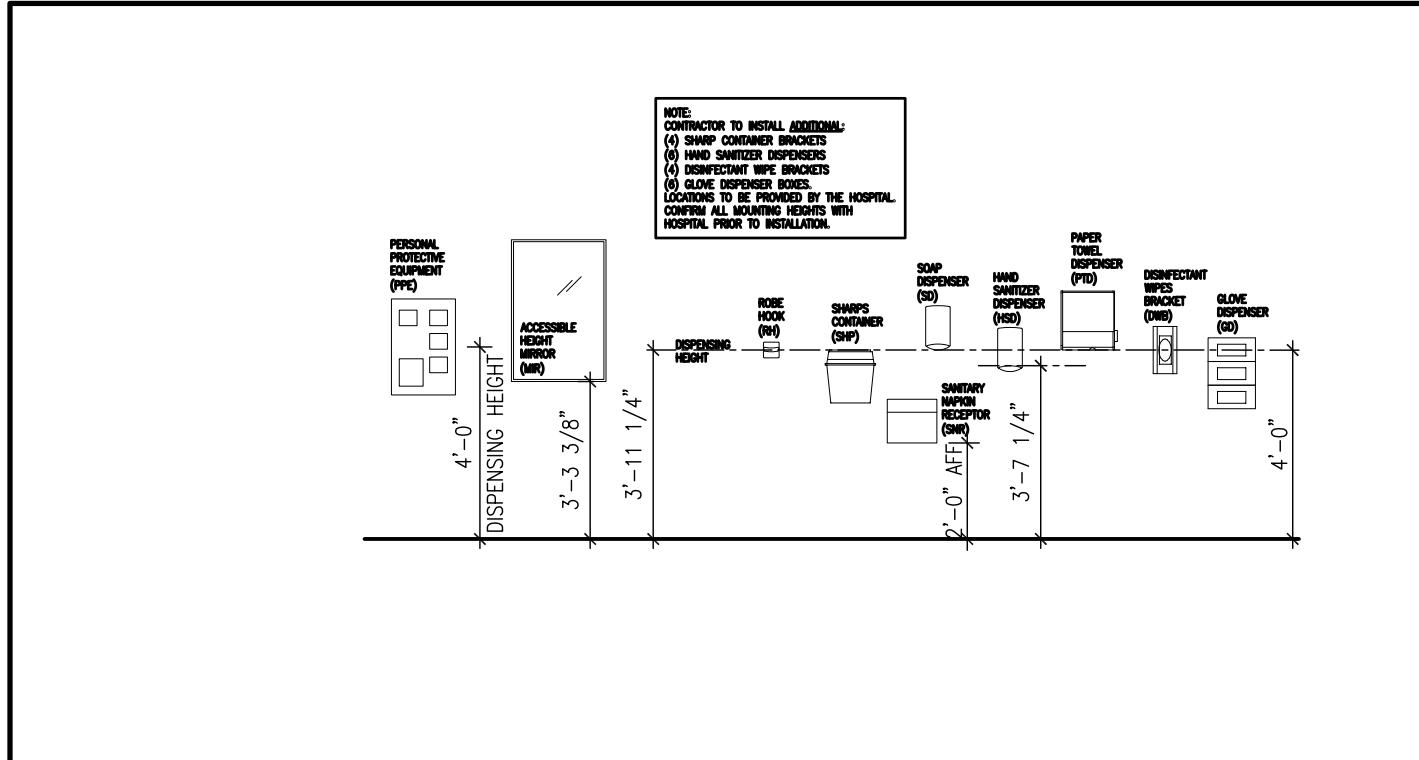 NOTE:
CONTRACTOR TO INSTALL ADDITIONAL:
(4) SHARP CONTAINER BRACKETS
(6) HAND SANITIZER DISPENSERS
(4) DISINFECTANT WIPE BRACKETS
(6) GLOVE DISPENSER BOXES.
LOCATIONS TO BE PROVIDED BY THE HOSPITAL.
CONFIRM ALL MOUNTING HEIGHTS WITH
HOSPITAL PRIOR TO INSTALLATION.
PERSONAL
PROTECTIVE
EQUIPMENT
(PPE)
4'-0"
DISPENSING HEIGHT
ACCESSIBLE
HEIGHT
MIRROR
(MIR)
3'-3 3/8"
3'-11 1/4"
DISPENSING
HEIGHT
ROBE
HOOK
(RH)
SHARPS
CONTAINER
(SHP)
SOAP
DISPENSER
(SD)
SANITARY
NAPKIN
RECEPTOR
(SNR)
2'-0" AFF
HAND
SANITIZER
DISPENSER
(HSD)
3'-7 1/4"
PAPER
TOWEL
DISPENSER
(PTD)
DISINFECTANT
WIPES
BRACKET
(DWB)
GLOVE
DISPENSER
(GD)
4'-0"